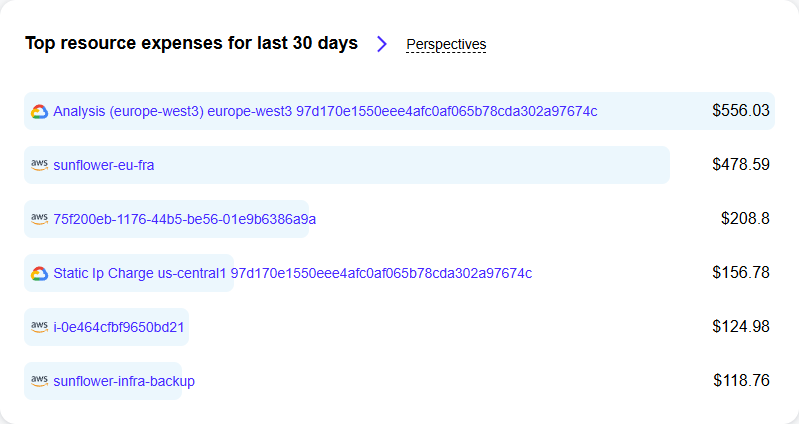 Top resource expenses for last 30 days Perspectives
Analysis (europe-west3) europe-west3 97d170e1550eee4afc0af065b78cda302a97674c $556.03
aws sunflower-eu-fra $478.59
aws 75f200eb-1176-44b5-be56-01e9b6386a9a $208.8
Static Ip Charge us-central1 97d170e1550eee4afc0af065b78cda302a97674c $156.78
aws i-0e464cfbf9650bd21 $124.98
aws sunflower-infra-backup $118.76